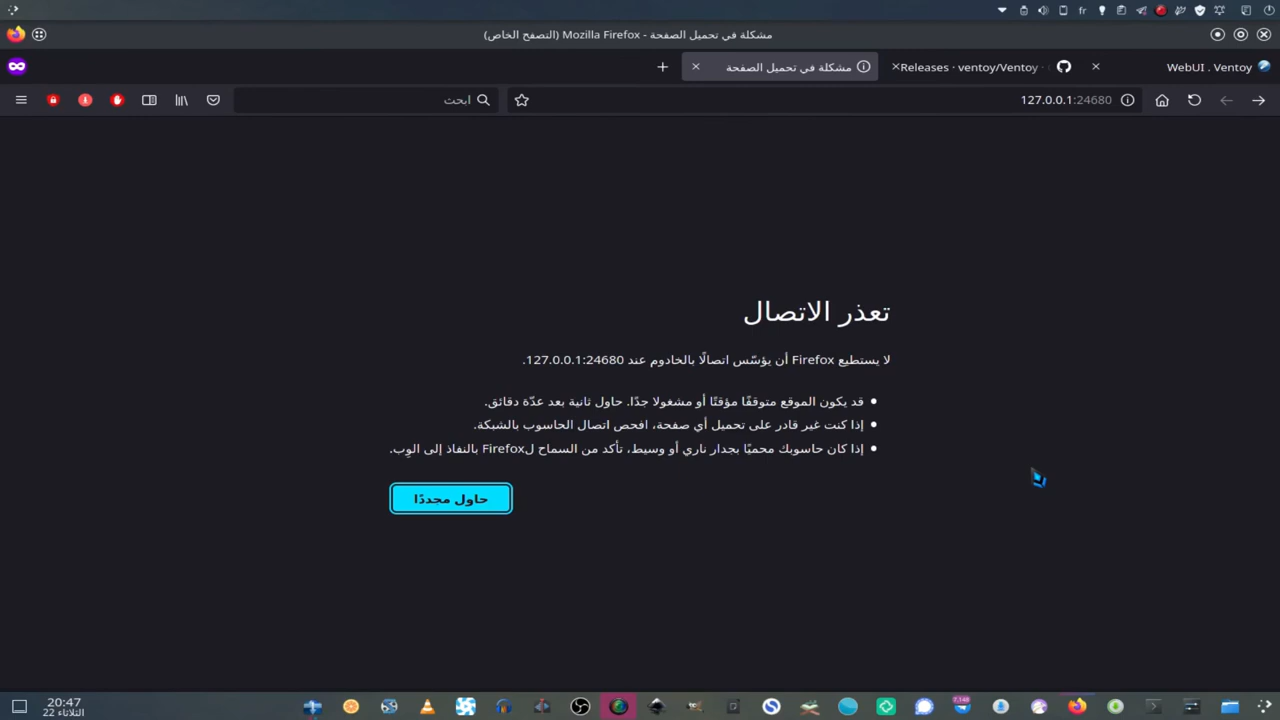 fr
مشكلة في تحميل الصفحة - Mozilla Firefox (التصفح الخاص)
WebUI . Ventoy
Releases · ventoy/Ventoy ·
مشكلة في تحميل الصفحة
127.0.0.1:24680
ابحث
تعذر الاتصال
لا يستطيع Firefox أن يؤسّس اتصالًا بالخادوم عند 127.0.0.1:24680.
قد يكون الموقع متوقفًا مؤقتًا أو مشغولا جدًا. حاول ثانية بعد عدّة دقائق.
إذا كنت غير قادر على تحميل أي صفحة، افحص اتصال الحاسوب بالشبكة.
إذا كان حاسوبك محميًا بجدار ناري أو وسيط، تأكد من السماح لـFirefox بالنفاذ إلى الوِب.
حاول مجددًا
20:47
الثلاثاء 22
7,140